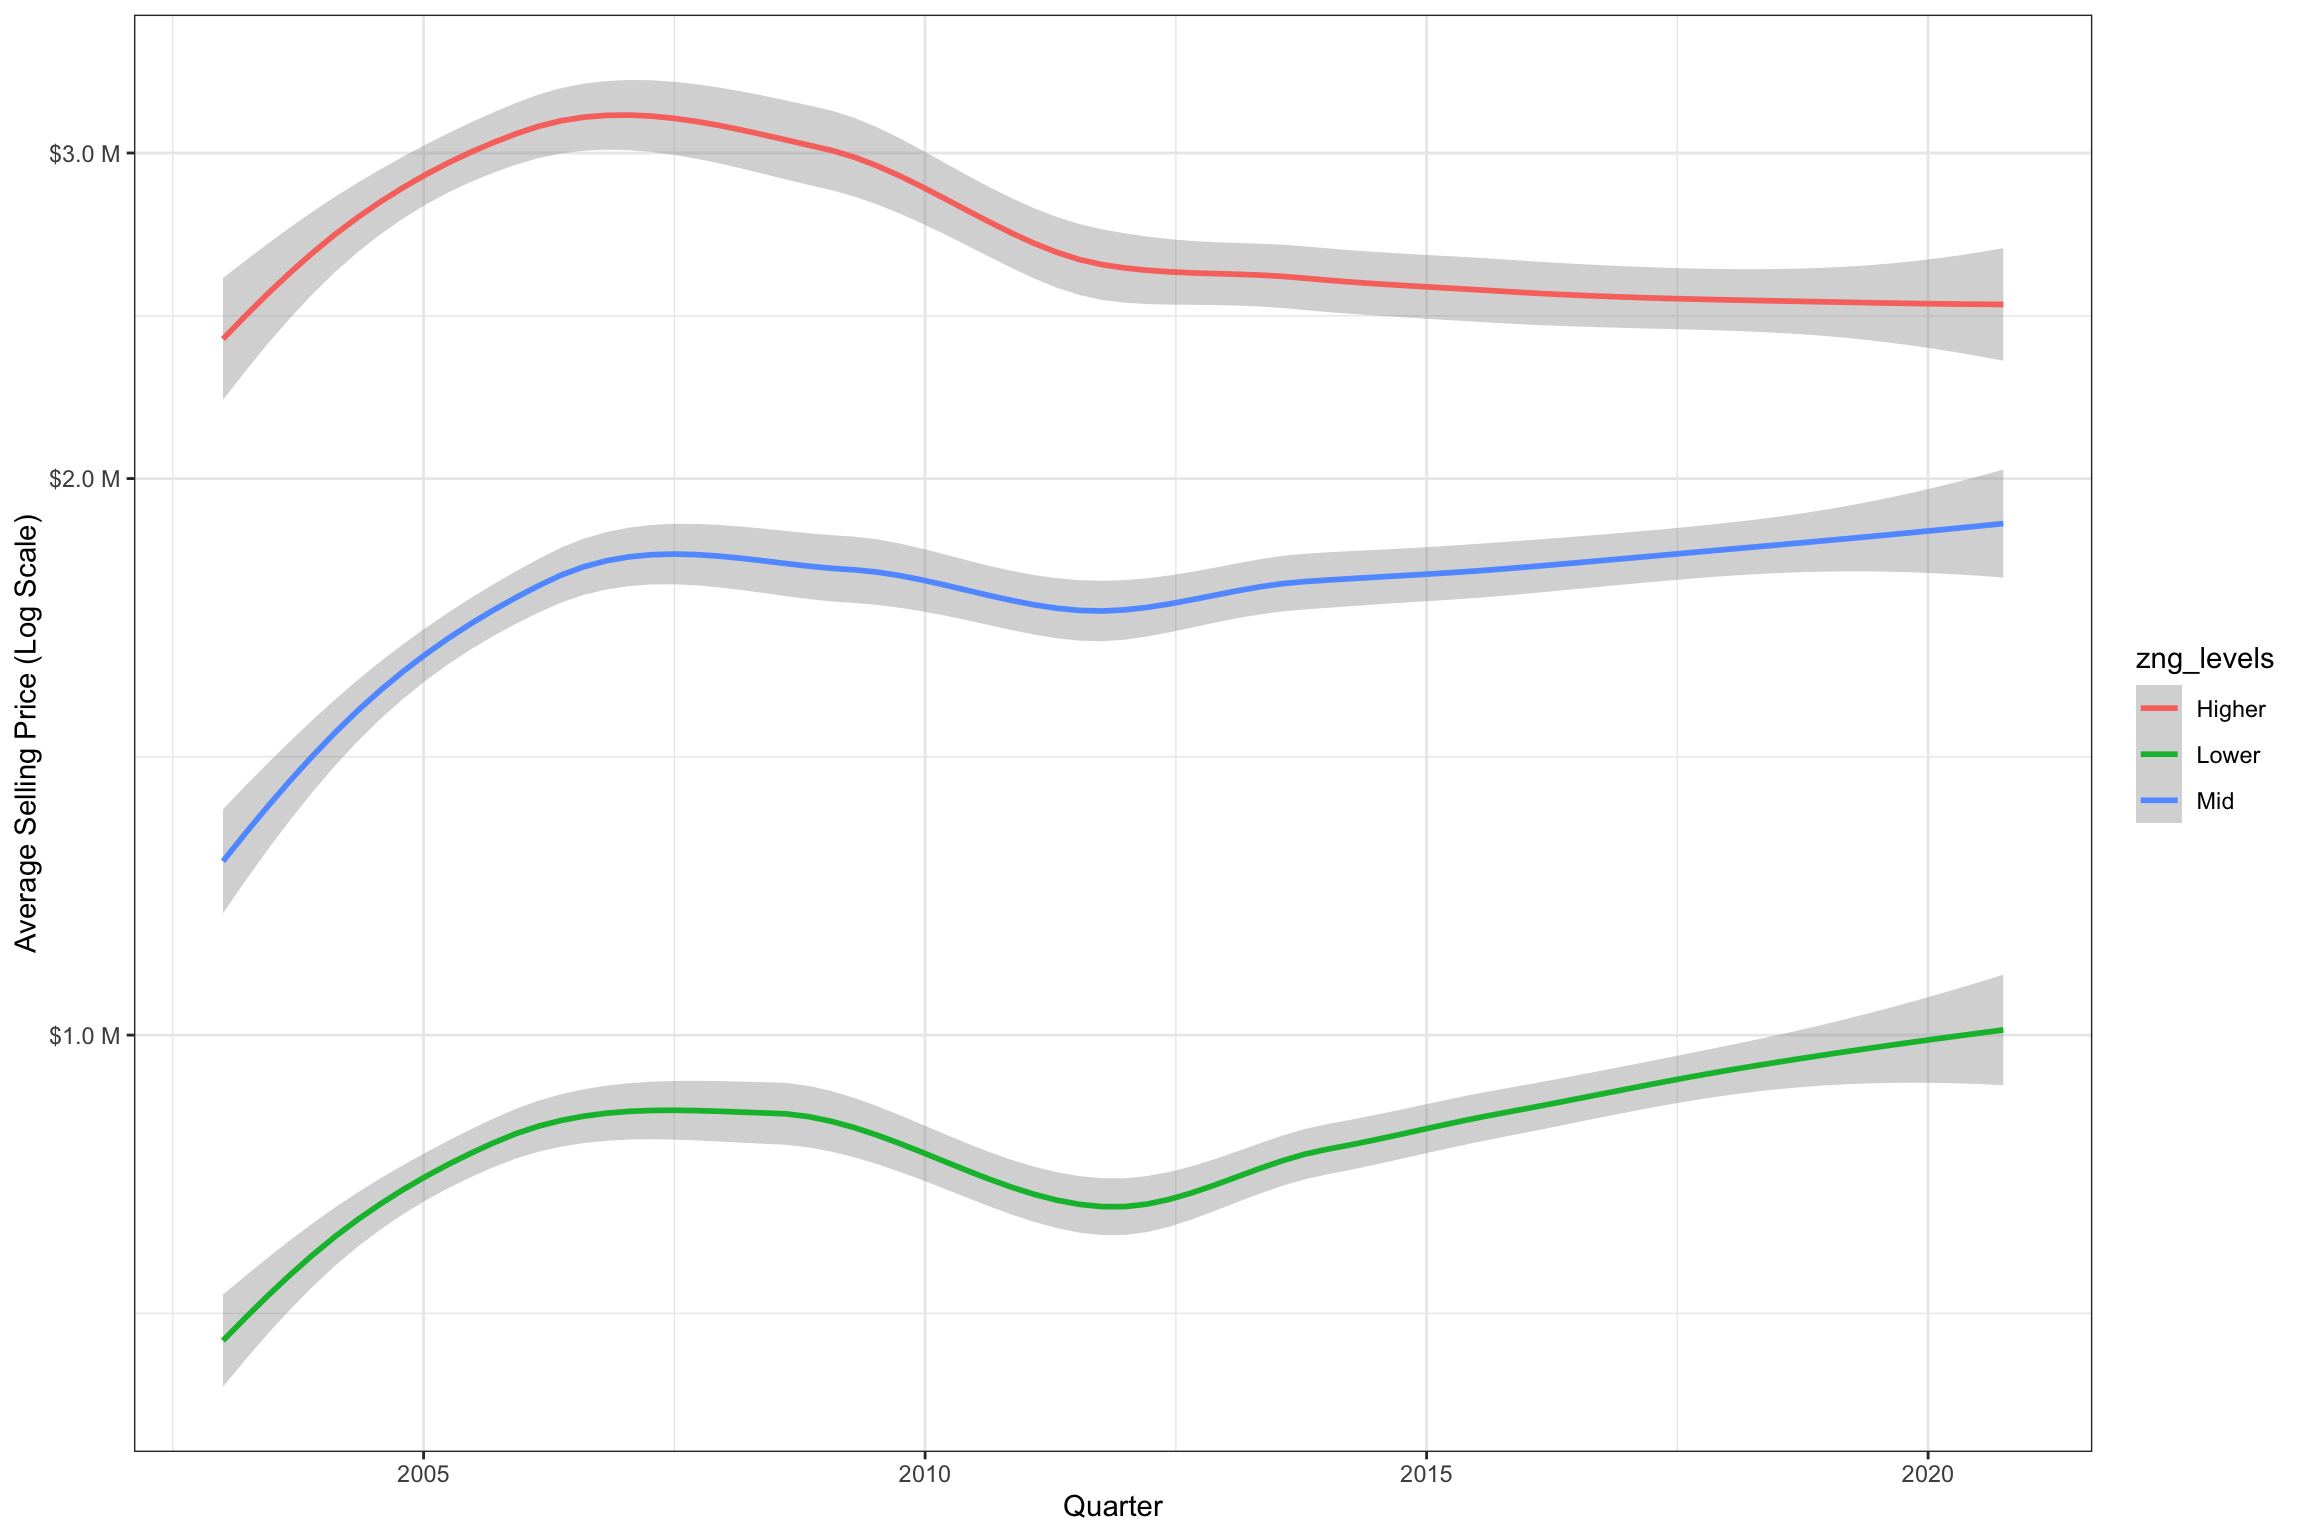 $3.0 M
$2.0 M
$1.0 M
Average Selling Price (Log Scale)
2005
2010
2015
2020
Quarter
zng_levels
Higher
Lower
Mid